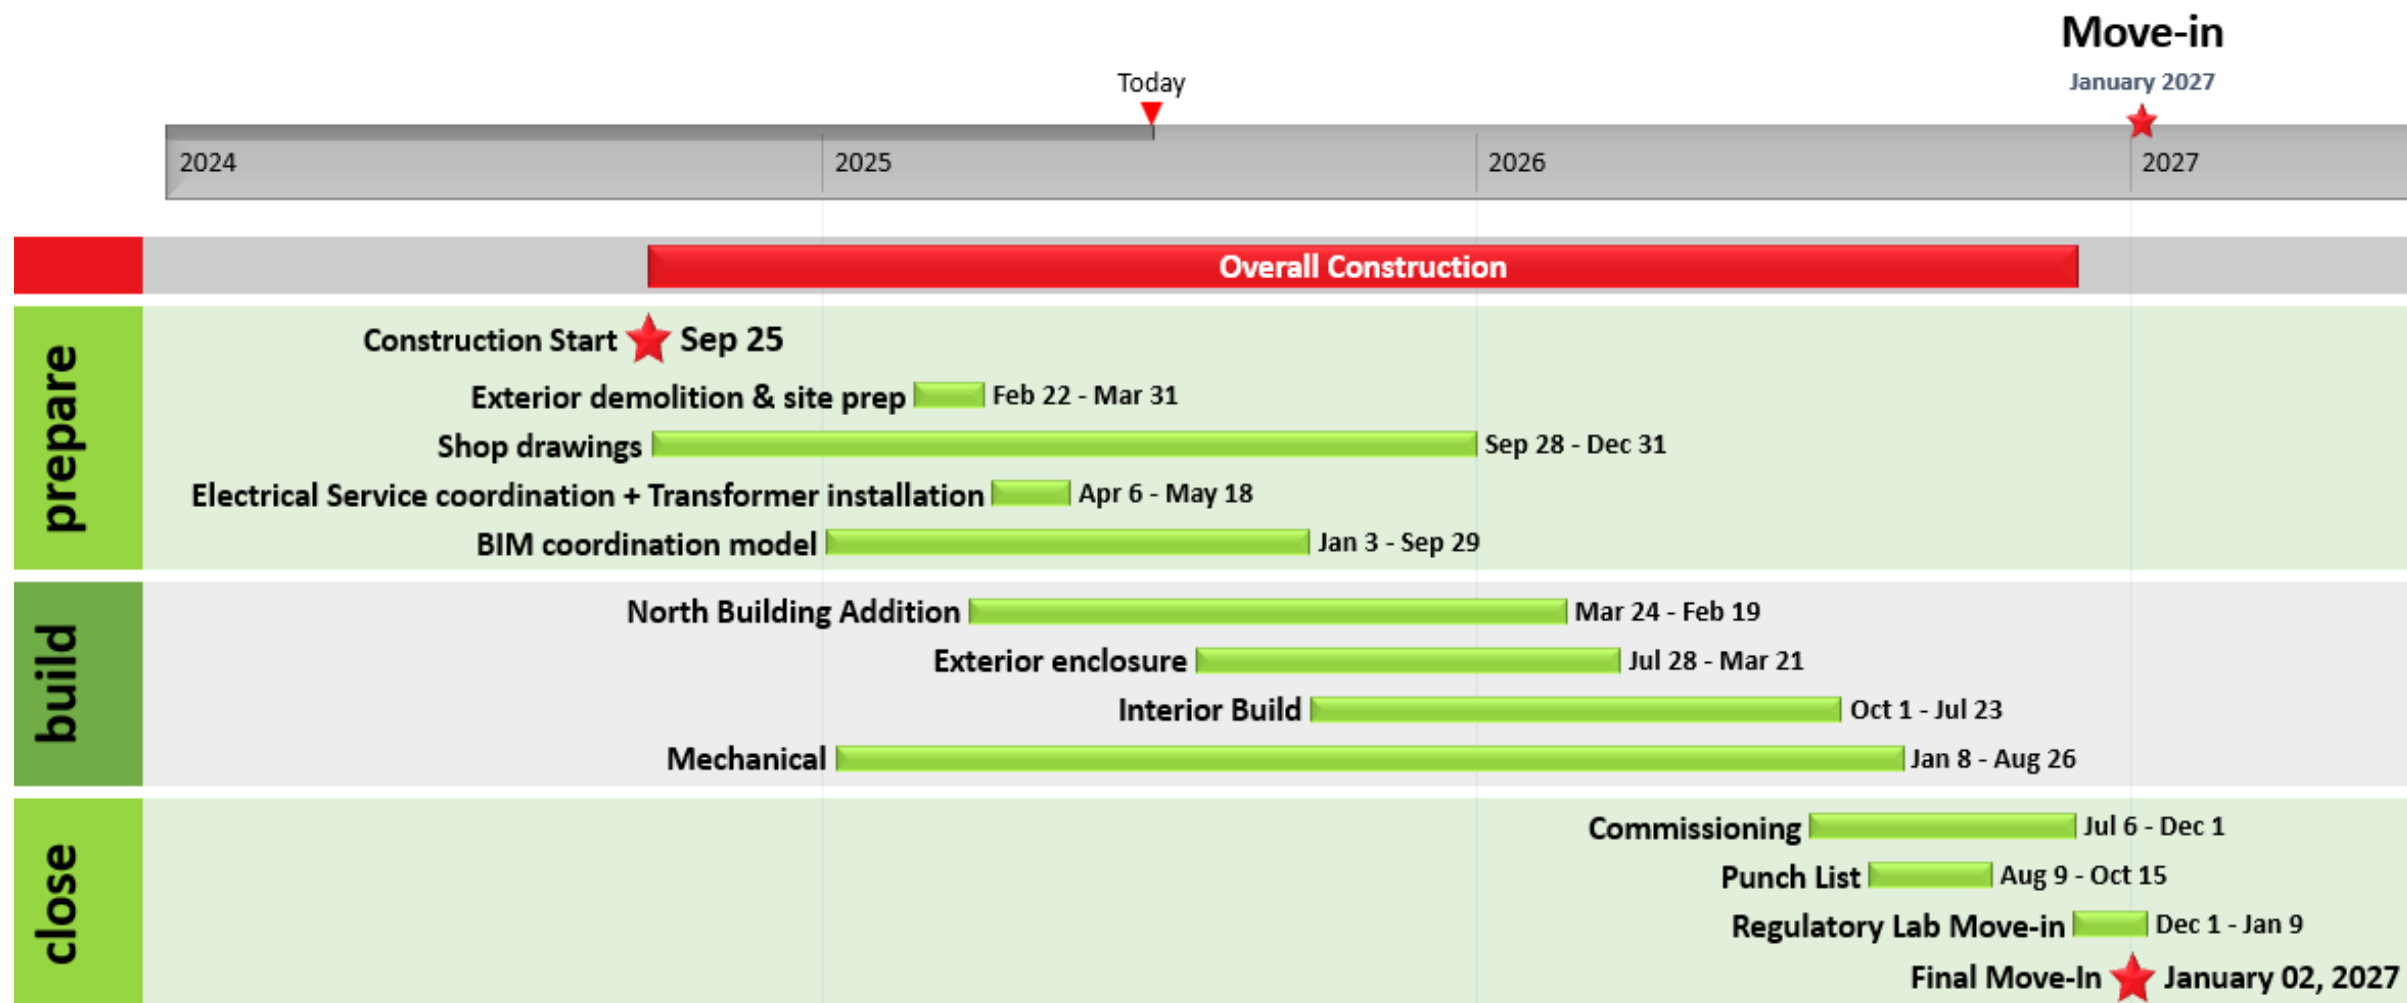 Move-in
January 2027
Today
2024
2025
2026
2027
Overall Construction
prepare
Construction Start Sep 25
Exterior demolition & site prep Feb 22 - Mar 31
Shop drawings Sep 28 - Dec 31
Electrical Service coordination + Transformer installation Apr 6 - May 18
BIM coordination model Jan 3 - Sep 29
build
North Building Addition Mar 24 - Feb 19
Exterior enclosure Jul 28 - Mar 21
Interior Build Oct 1 - Jul 23
Mechanical Jan 8 - Aug 26
close
Commissioning Jul 6 - Dec 1
Punch List Aug 9 - Oct 15
Regulatory Lab Move-in Dec 1 - Jan 9
Final Move-In January 02, 2027